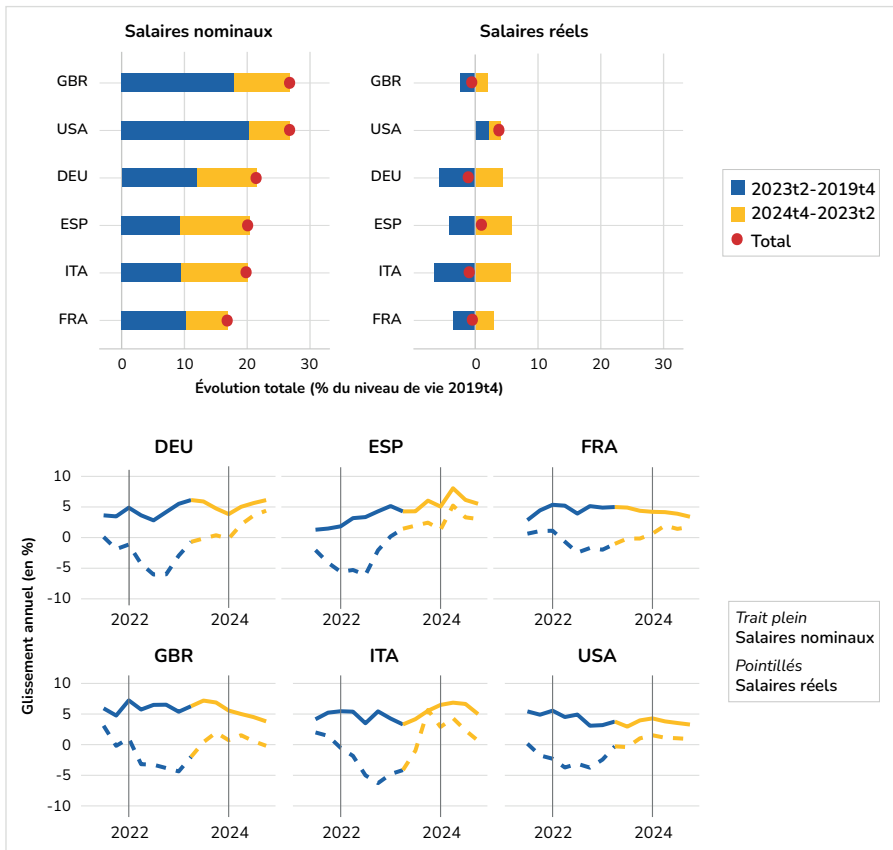 Salaires nominaux
Salaires réels
GBR
USA
DEU
ESP
ITA
FRA
0 10 20 30
GBR
USA
DEU
ESP
ITA
FRA
0 10 20 30
Évolution totale (% du niveau de vie 2019t4)
2023t2-2019t4
2024t4-2023t2
Total
Glissement annuel (en %)
DEU
ESP
FRA
10
5
0
-5
-10
2022 2024
2022 2024
2022 2024
GBR
ITA
USA
10
5
0
-5
-10
2022 2024
2022 2024
2022 2024
Trait plein
Salaires nominaux
Pointillés
Salaires réels